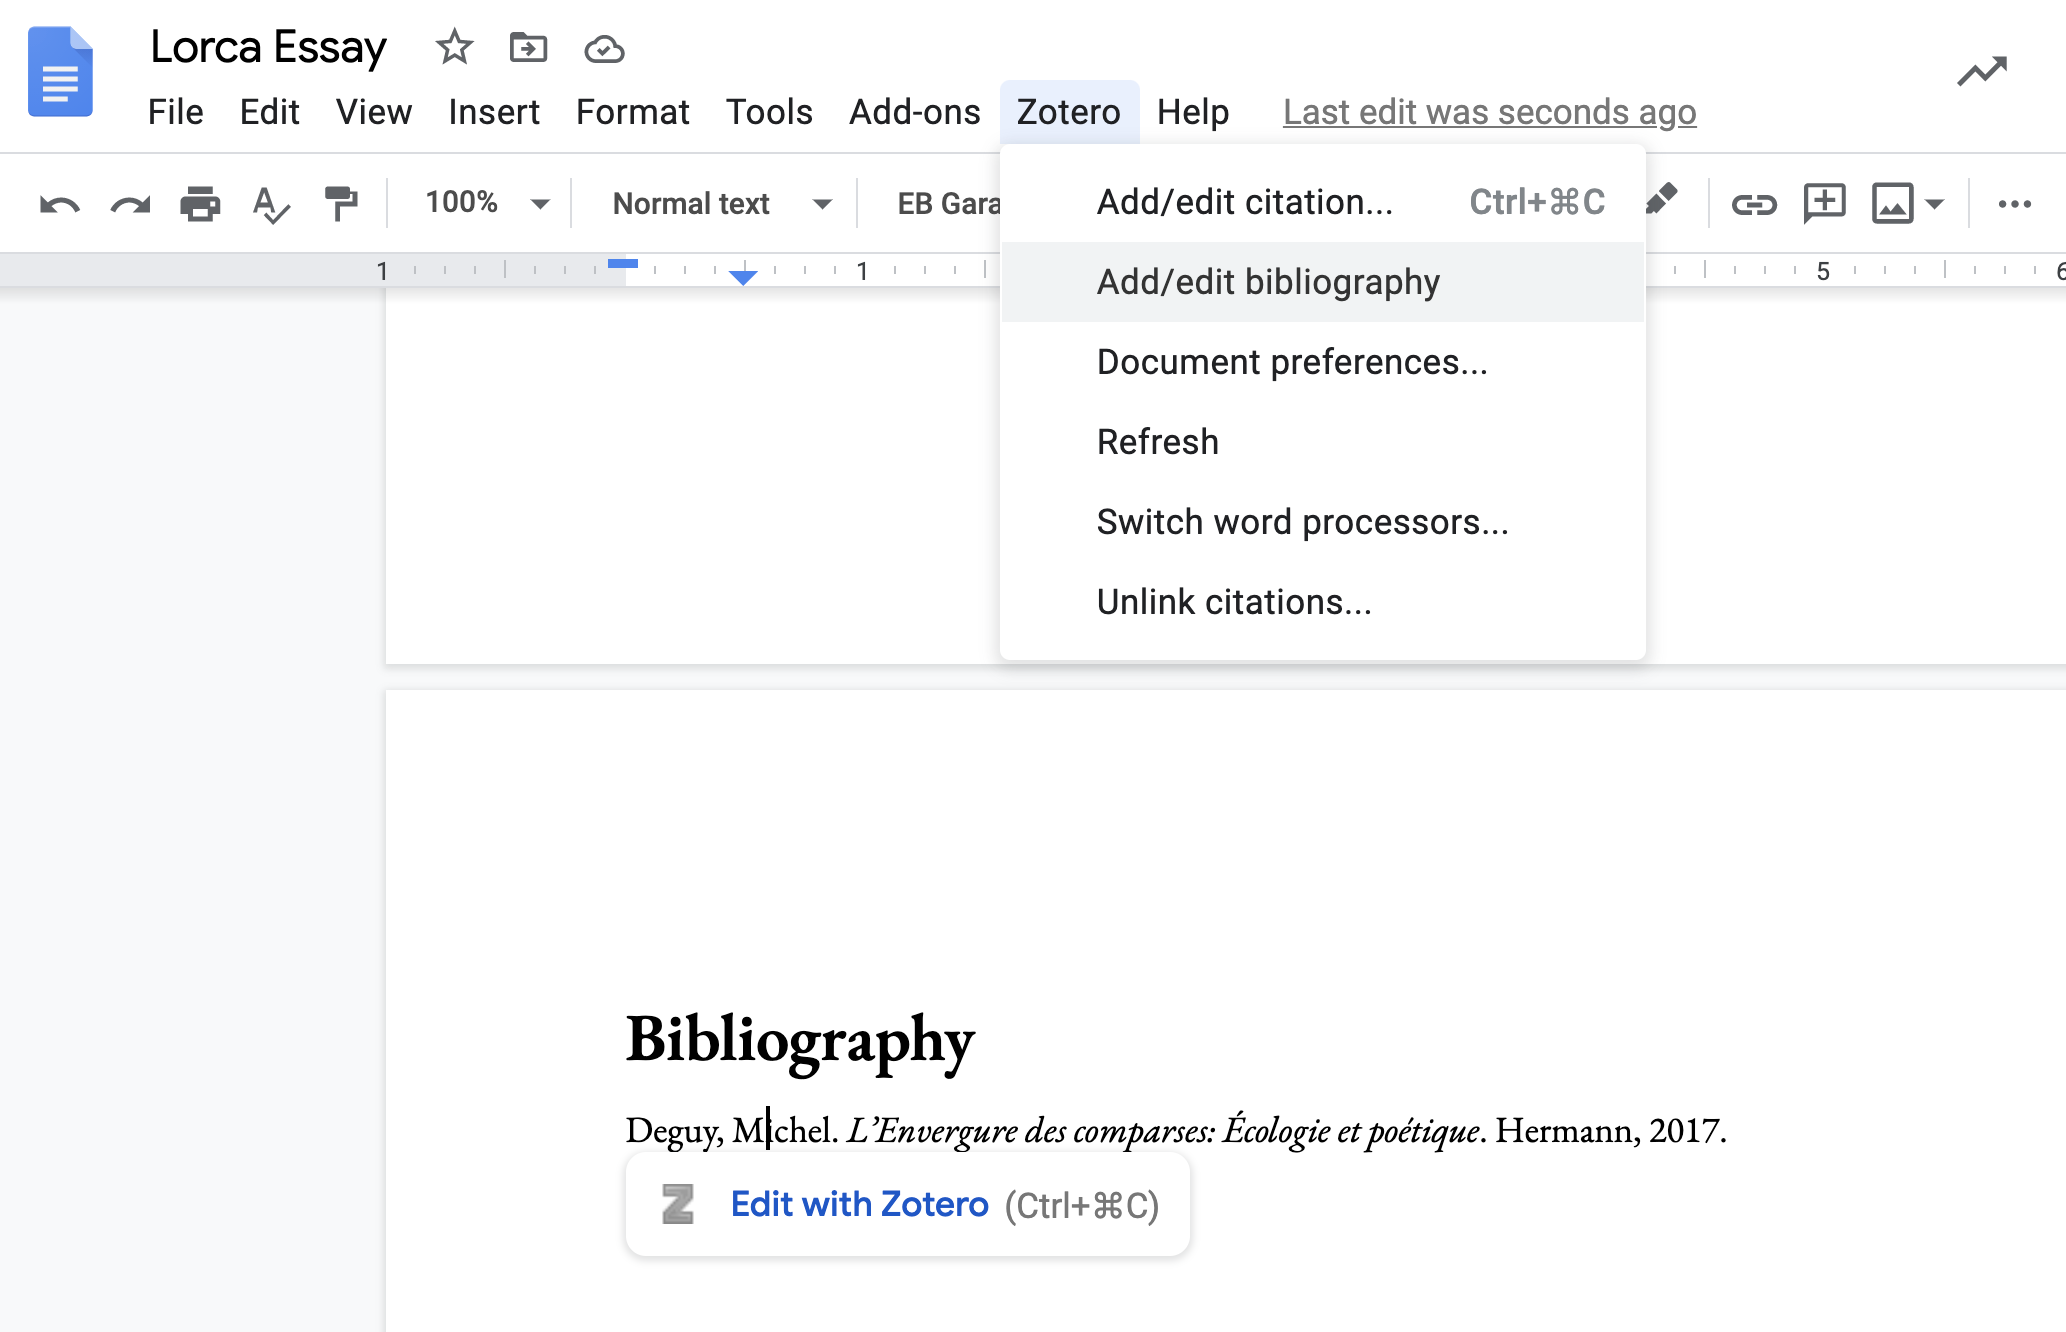 Lorca Essay
File Edit View Insert Format Tools Add-ons Zotero Help Last edit was seconds ago
100% Normal text EB Gara
1 1 5 6
Add/edit citation... Ctrl+⌘C
Add/edit bibliography
Document preferences...
Refresh
Switch word processors...
Unlink citations...
Bibliography
Deguy, Michel. L’Envergure des comparses: Écologie et poétique. Hermann, 2017.
Z Edit with Zotero (Ctrl+⌘C)